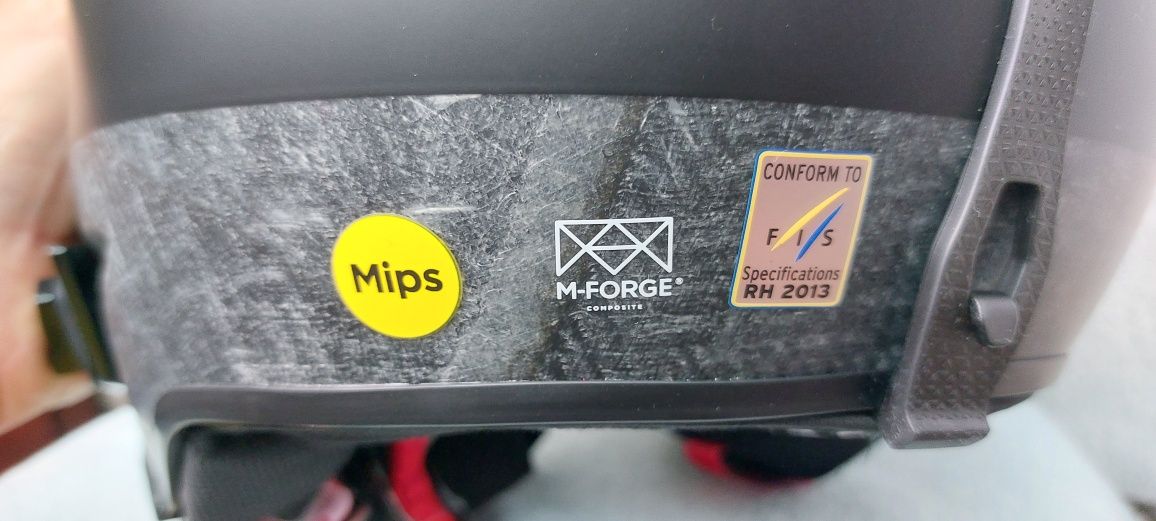 Mips
M-FORGE®
COMPOSITE
CONFORM TO
F I S
Specifications
RH 2013